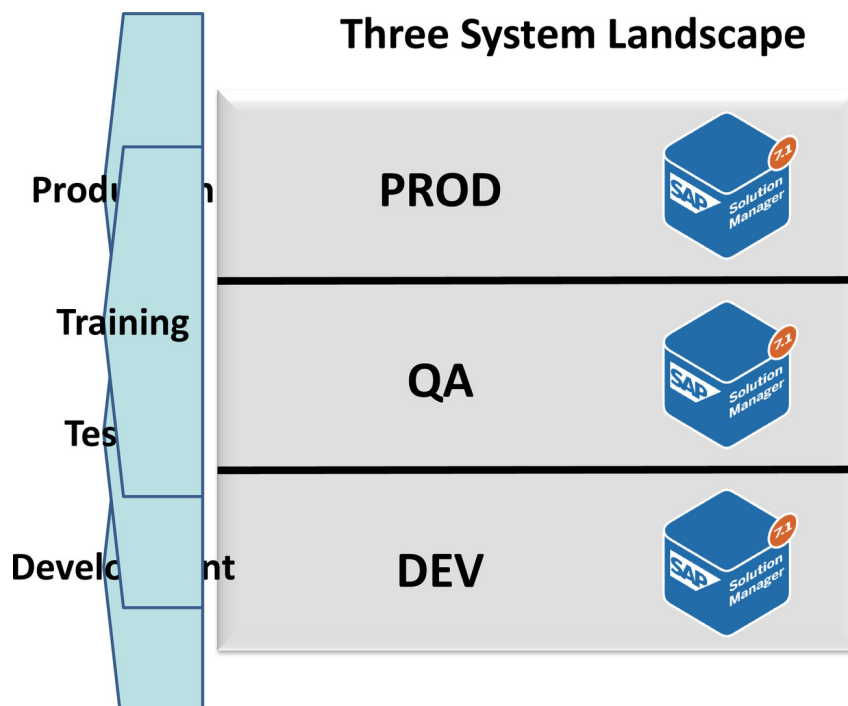 Three System Landscape
PROD
7.1
SAP
Solution
Manager
Training
QA
7.1
SAP
Solution
Manager
DEV
7.1
SAP
Solution
Manager